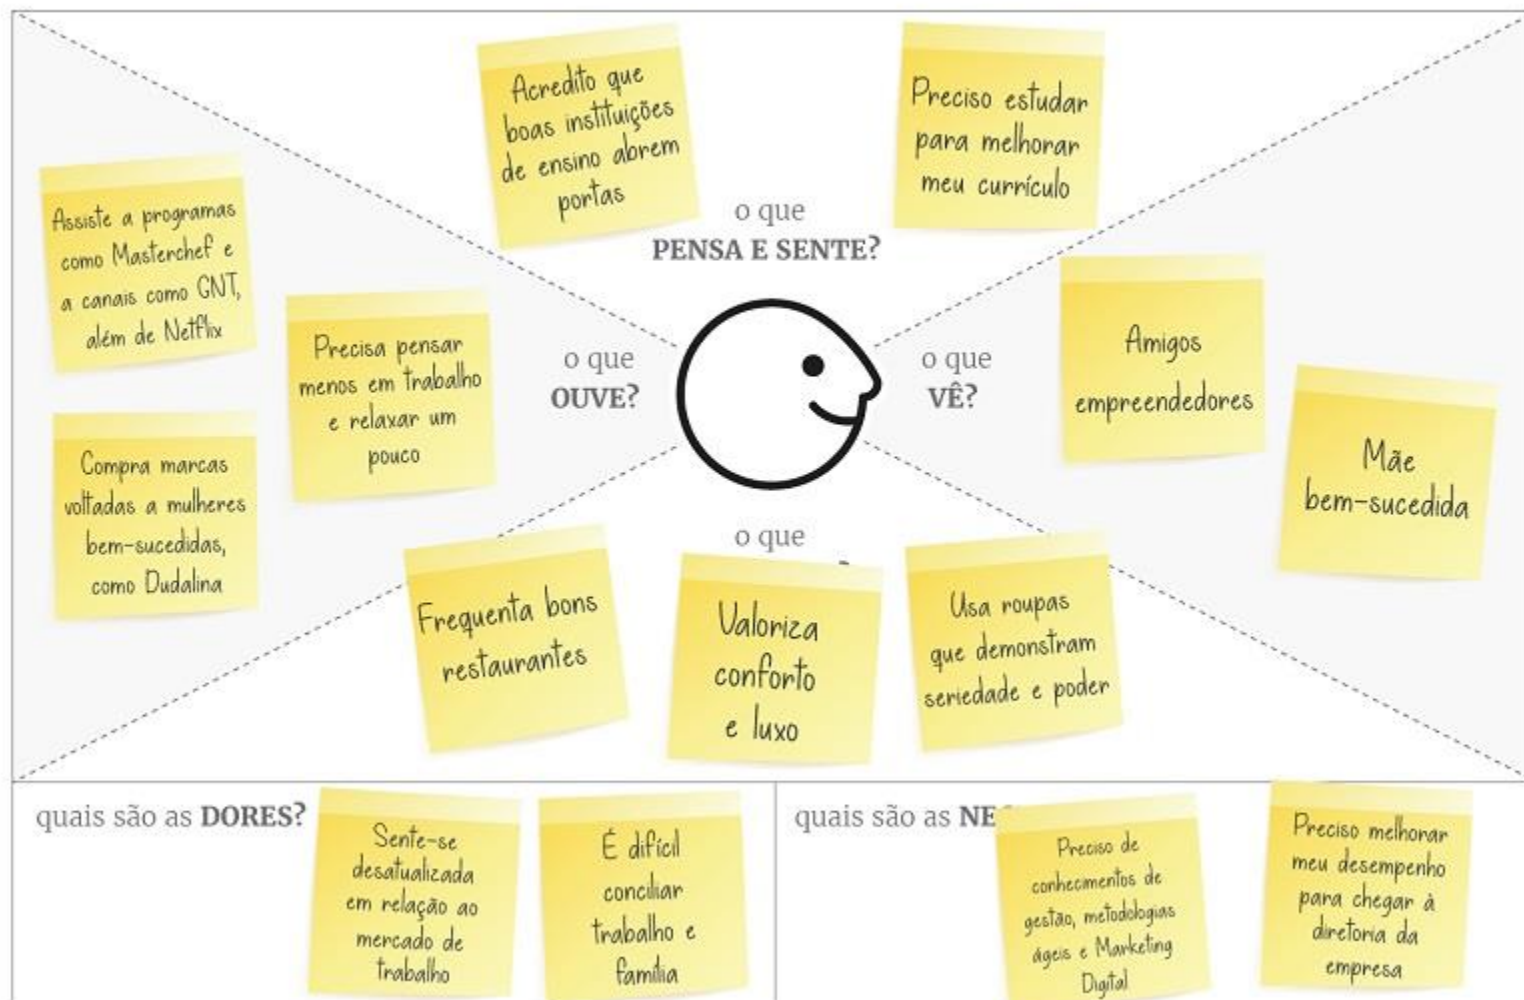 Acredito que
boas instituições
de ensino abrem
portas
Preciso estudar
para melhorar
meu currículo
o que
PENSA E SENTE?
Assiste a programas
como Masterchef e
a canais como GNT,
além de Netflix
Precisa pensar
menos em trabalho
e relaxar um
pouco
Compra marcas
voltadas a mulheres
bem-sucedidas,
como Dudalina
o que
OUVE?
o que
VÊ?
Amigos
empreendedores
Mãe
bem-sucedida
o que
Frequenta bons
restaurantes
Valoriza
conforto
e luxo
Usa roupas
que demonstram
seriedade e poder
quais são as DORES?
Sente-se
desatualizada
em relação ao
mercado de
trabalho
É difícil
conciliar
trabalho e
família
quais são as
Preciso de
conhecimentos de
gestão, metodologias
ágeis e Marketing
Digital
Preciso melhorar
meu desempenho
para chegar à
diretoria da
empresa